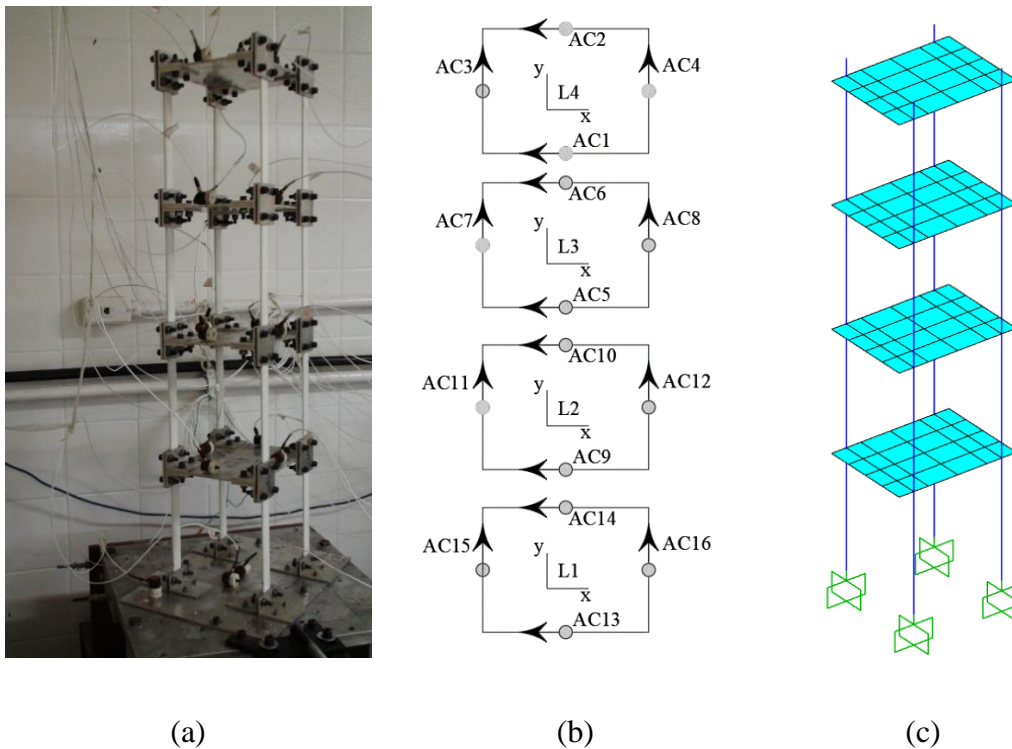 AC2
AC3
AC4
y
L4
x
AC1
AC6
AC7
AC8
y
L3
x
AC5
AC10
AC11
AC12
y
L2
x
AC9
AC14
AC15
AC16
y
L1
x
AC13
(a)
(b)
(c)